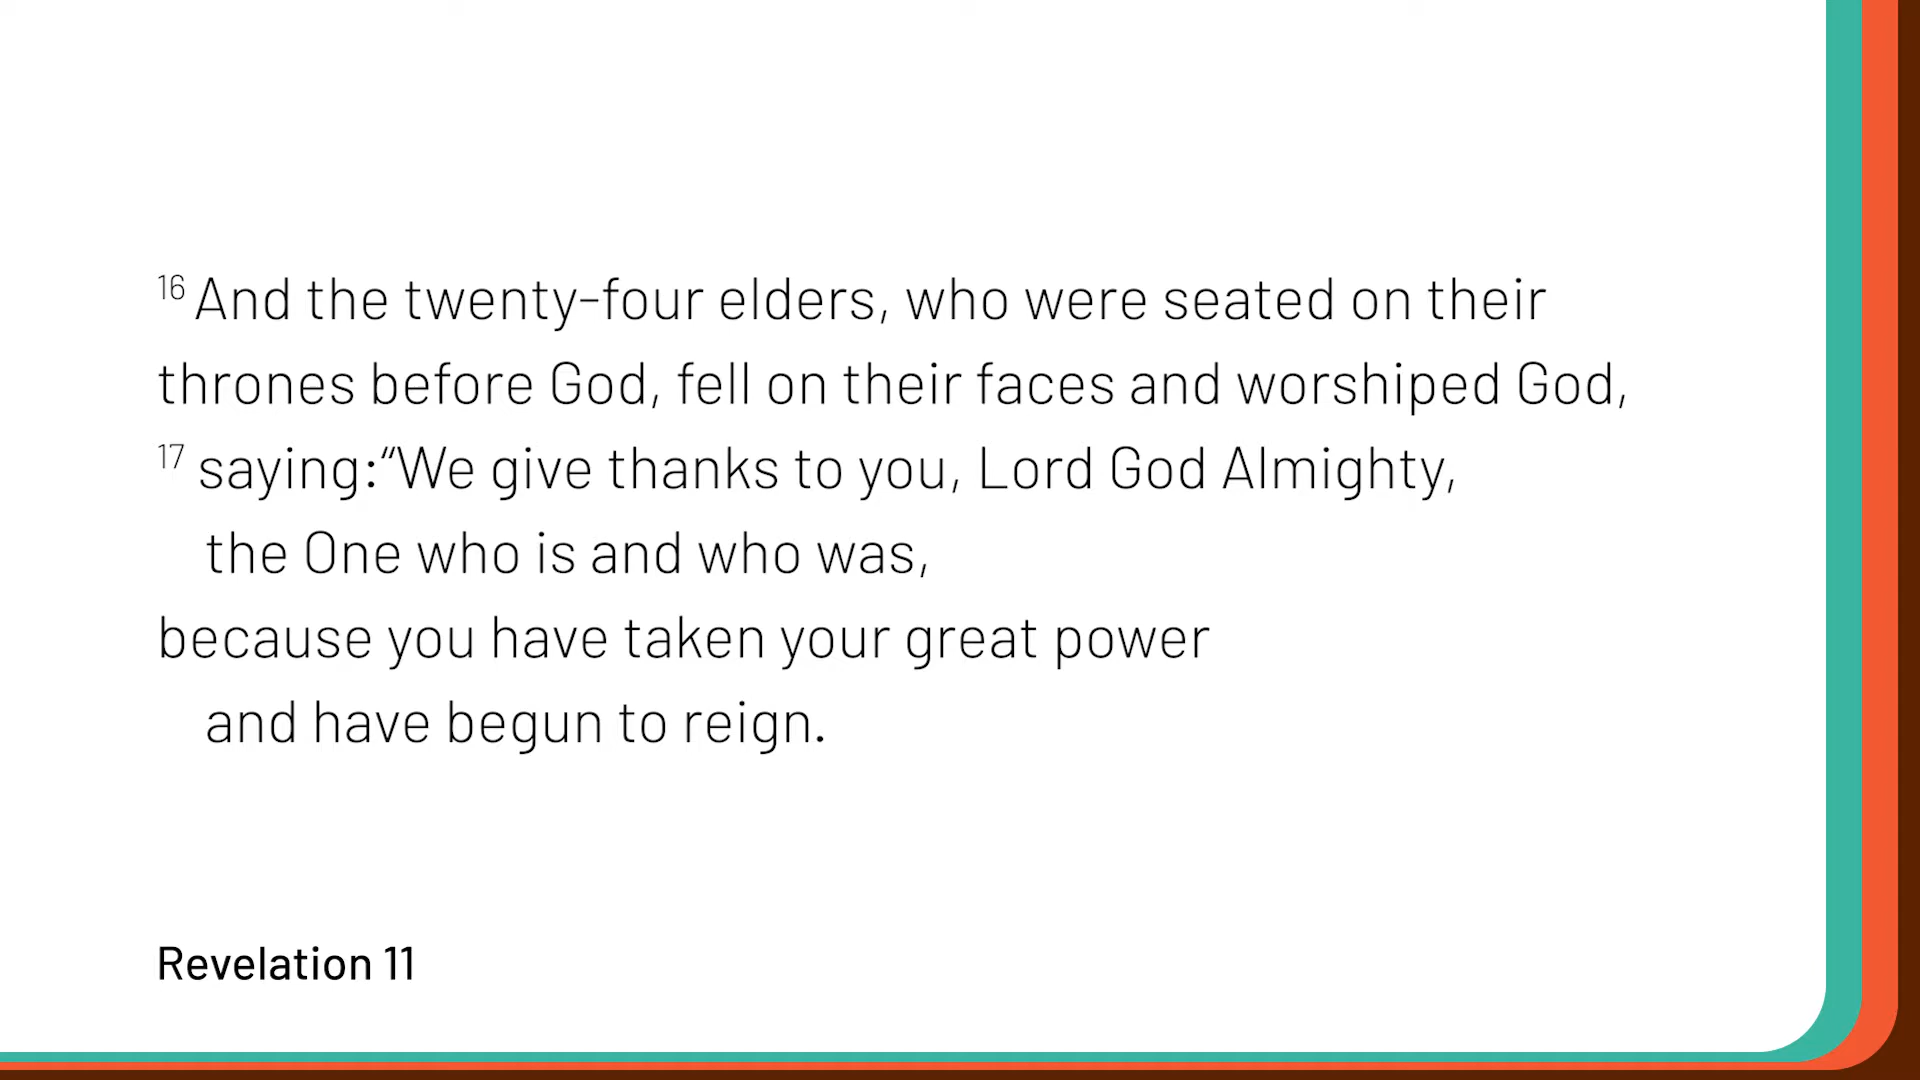 16 And the twenty-four elders, who were seated on their
thrones before God, fell on their faces and worshiped God,
17 saying:“We give thanks to you, Lord God Almighty,
the One who is and who was,
because you have taken your great power
and have begun to reign.
Revelation 11